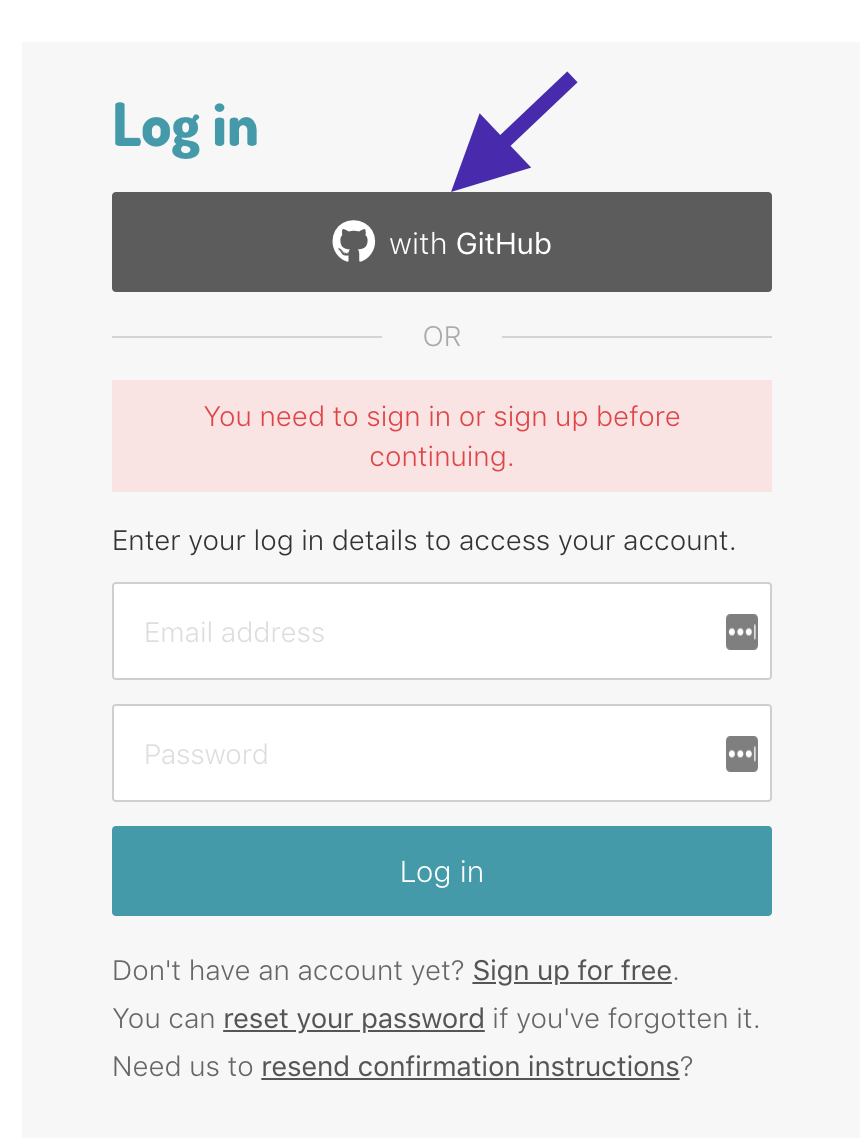 Log in
with GitHub
OR
You need to sign in or sign up before
continuing.
Enter your log in details to access your account.
Email address
Password
Log in
Don't have an account yet? Sign up for free.
You can reset your password if you've forgotten it.
Need us to resend confirmation instructions?